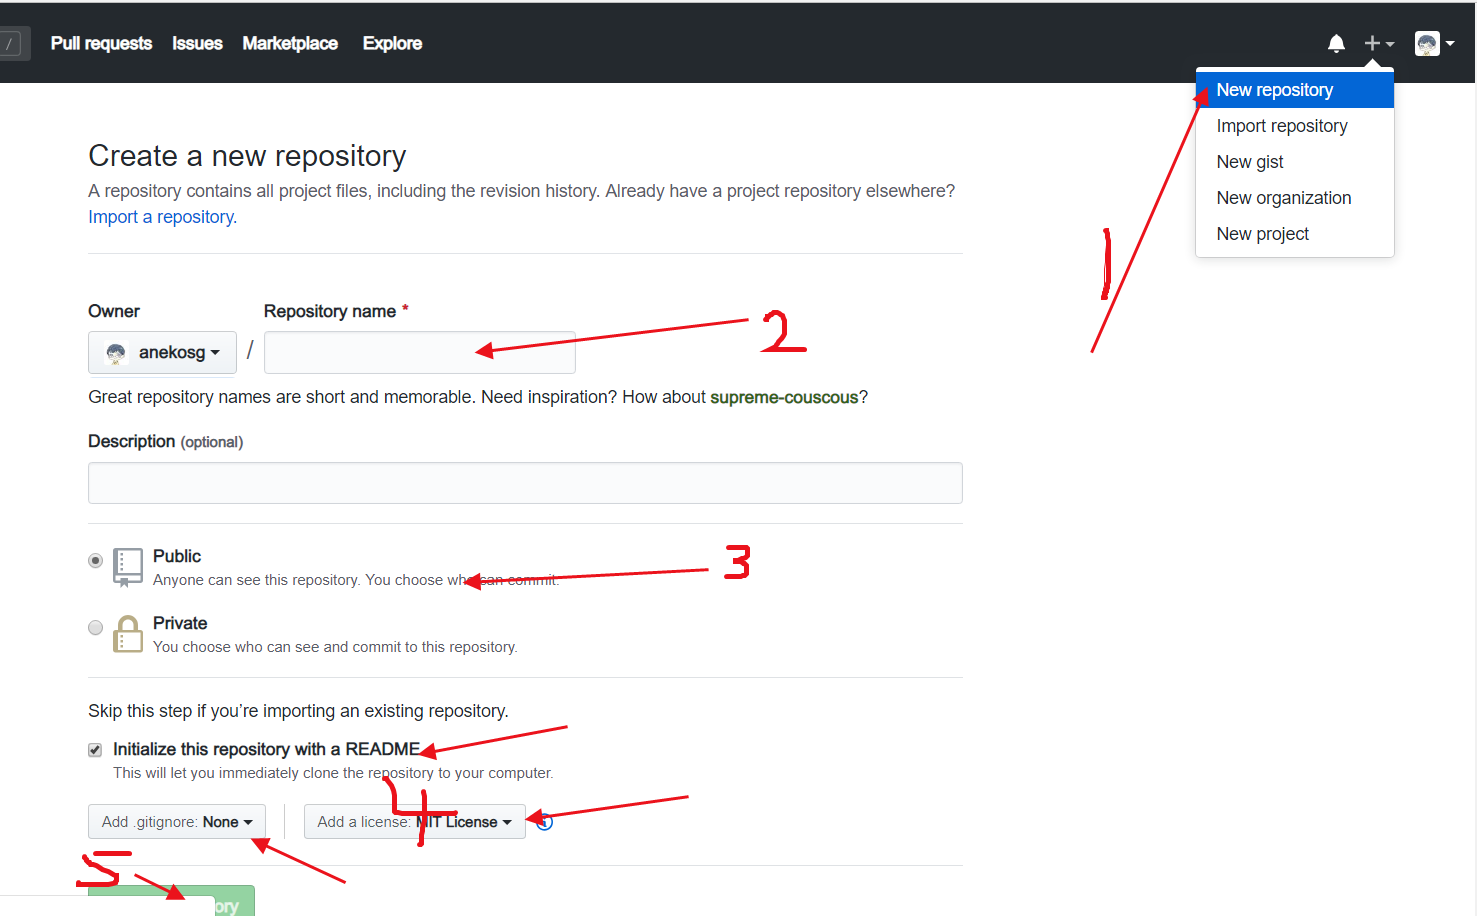 / Pull requests Issues Marketplace Explore
New repository
Import repository
New gist
New organization
New project
1
Create a new repository
A repository contains all project files, including the revision history. Already have a project repository elsewhere?
Import a repository.
Owner Repository name *
anekosg / 2
Great repository names are short and memorable. Need inspiration? How about supreme-couscous?
Description (optional)
Public 3
Anyone can see this repository. You choose who can commit.
Private
You choose who can see and commit to this repository.
Skip this step if you’re importing an existing repository.
Initialize this repository with a README
This will let you immediately clone the repository to your computer.
4
Add .gitignore: None Add a license: MIT License
5
ory